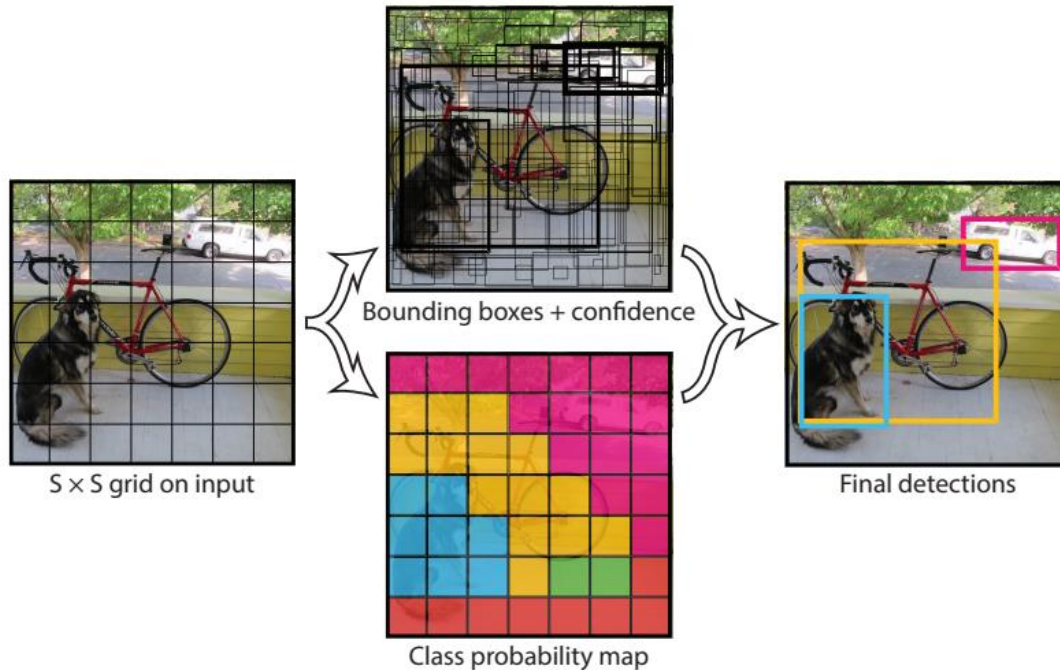 S × S grid on input
Bounding boxes + confidence
Class probability map
Final detections